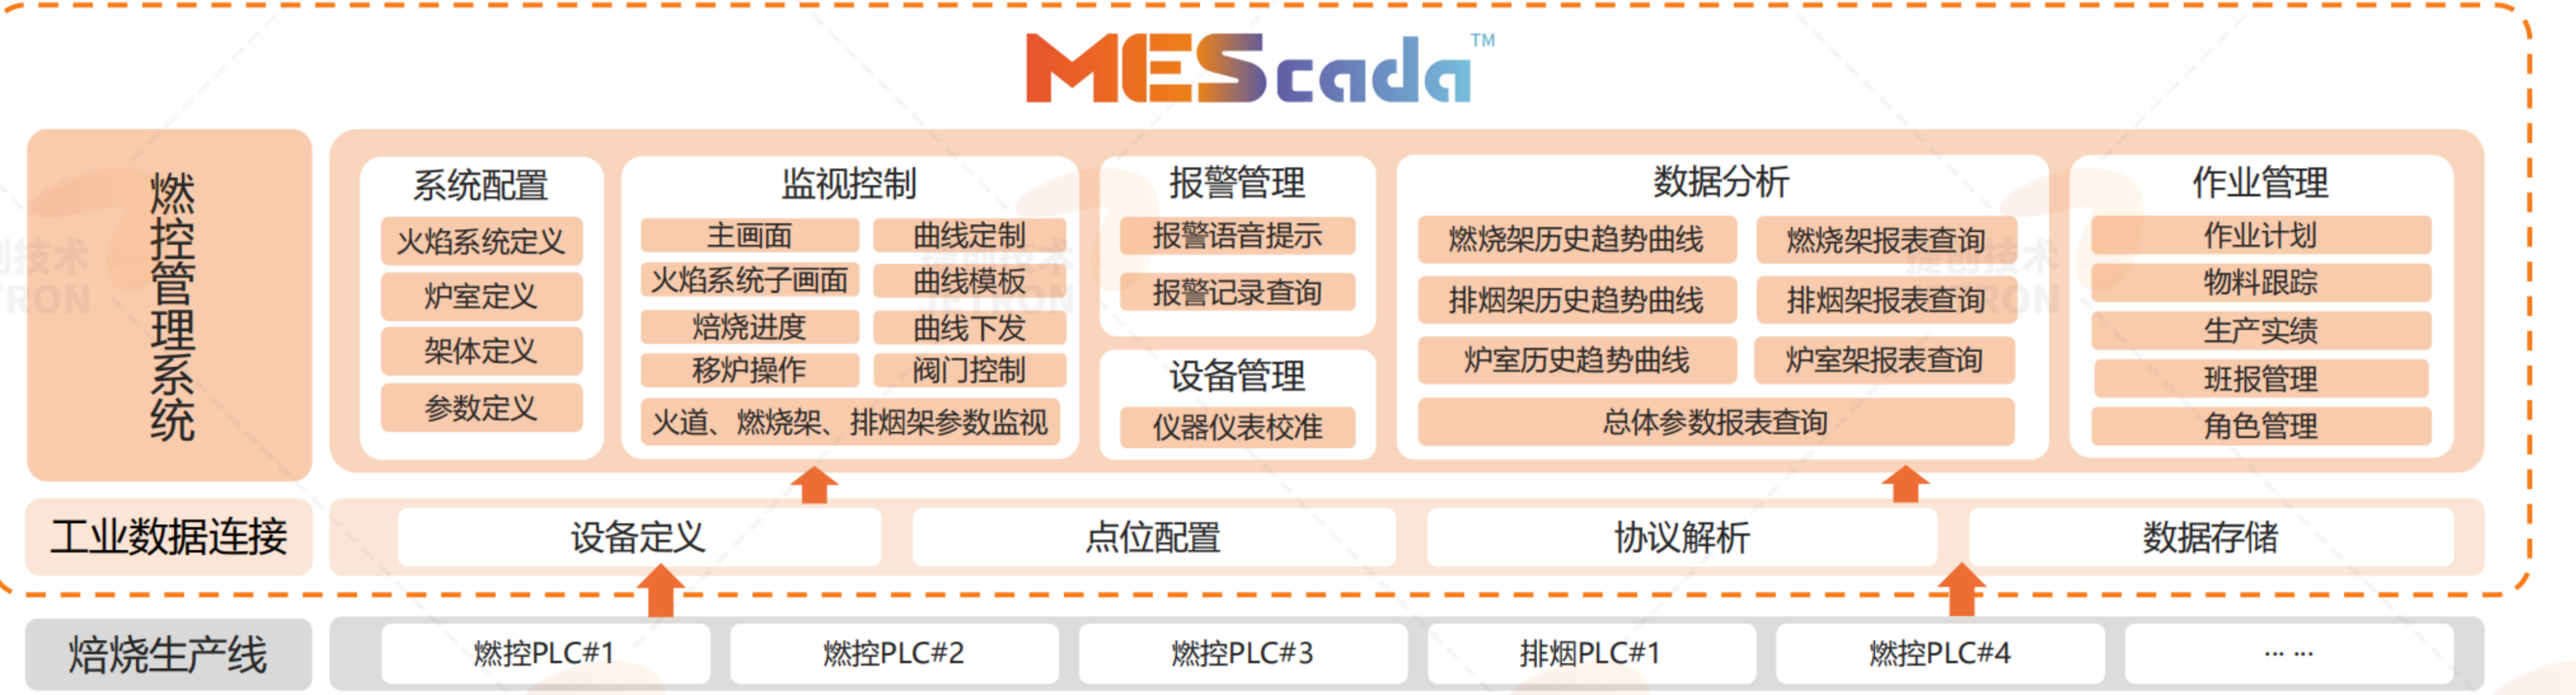 MEScada™
燃控管理系统
系统配置
火焰系统定义
炉室定义
架体定义
参数定义
监视控制
主画面
曲线定制
火焰系统子画面
曲线模板
焙烧进度
曲线下发
移炉操作
阀门控制
火道、燃烧架、排烟架参数监视
报警管理
报警语音提示
报警记录查询
设备管理
仪器仪表校准
数据分析
燃烧架历史趋势曲线
燃烧架报表查询
排烟架历史趋势曲线
排烟架报表查询
炉室历史趋势曲线
炉室架报表查询
总体参数报表查询
作业管理
作业计划
物料跟踪
生产实绩
班报管理
角色管理
工业数据连接
设备定义
点位配置
协议解析
数据存储
焙烧生产线
燃控PLC#1
燃控PLC#2
燃控PLC#3
排烟PLC#1
燃控PLC#4
... ...
捷创技术
JETRON